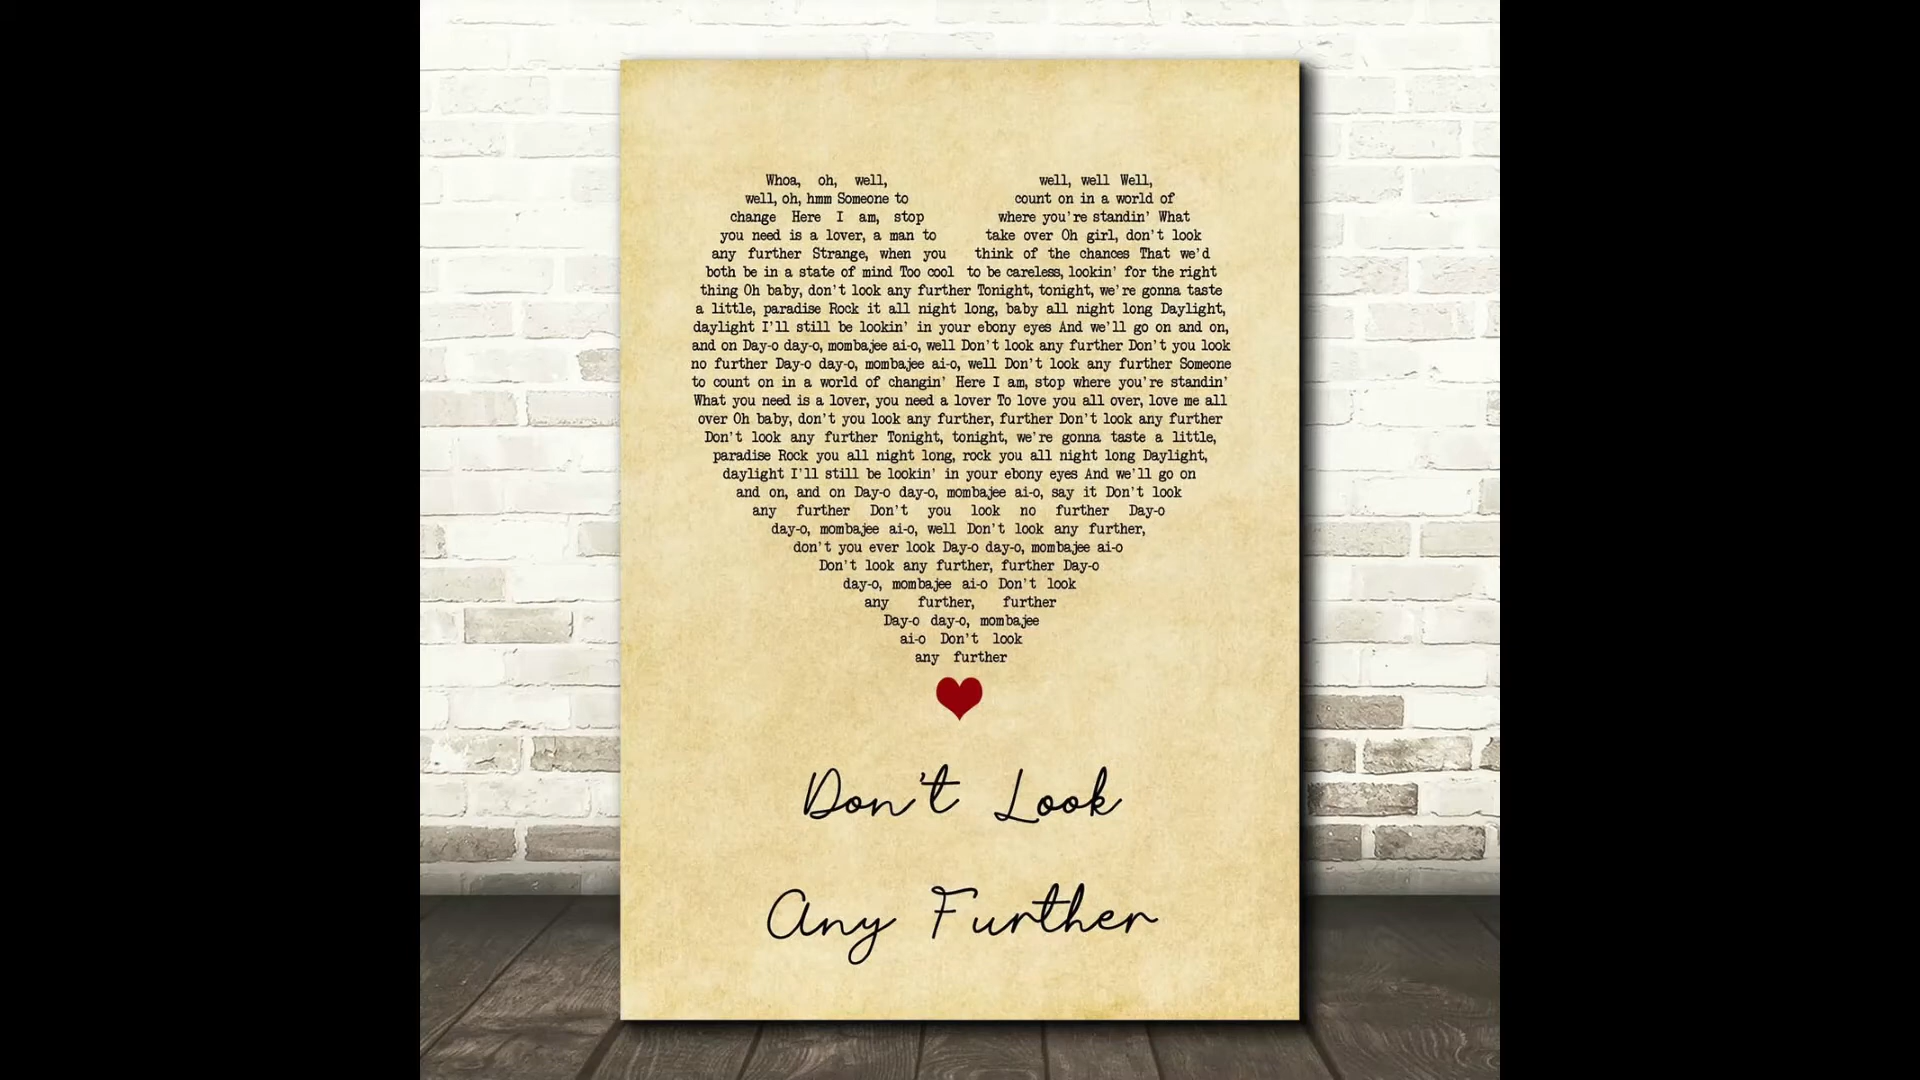 Whoa, oh, well, well, well Well,
well, oh, hmm Someone to count on in a world of
change Here I am, stop where you're standin' What
you need is a lover, a man to take over Oh girl, don't look
any further Strange, when you think of the chances That we'd
both be in a state of mind Too cool to be careless, lookin' for the right
thing Oh baby, don't look any further Tonight, tonight, we're gonna taste
a little, paradise Rock it all night long, baby all night long Daylight,
daylight I'll still be lookin' in your ebony eyes And we'll go on and on,
and on Day-o day-o, mombajee ai-o, well Don't look any further Don't you look
no further Day-o day-o, mombajee ai-o, well Don't look any further Someone
to count on in a world of changin' Here I am, stop where you're standin'
What you need is a lover, you need a lover To love you all over, love me all
over Oh baby, don't you look any further, further Don't look any further
Don't look any further Tonight, tonight, we're gonna taste a little,
paradise Rock you all night long, rock you all night long Daylight,
daylight I'll still be lookin' in your ebony eyes And we'll go on
and on, and on Day-o day-o, mombajee ai-o, say it Don't look
any further Don't you look no further Day-o
day-o, mombajee ai-o, well Don't look any further,
don't you ever look Day-o day-o, mombajee ai-o
Don't look any further, further Day-o
day-o, mombajee ai-o Don't look
any further, further
Day-o day-o, mombajee
ai-o Don't look
any further
Don't Look
Any Further